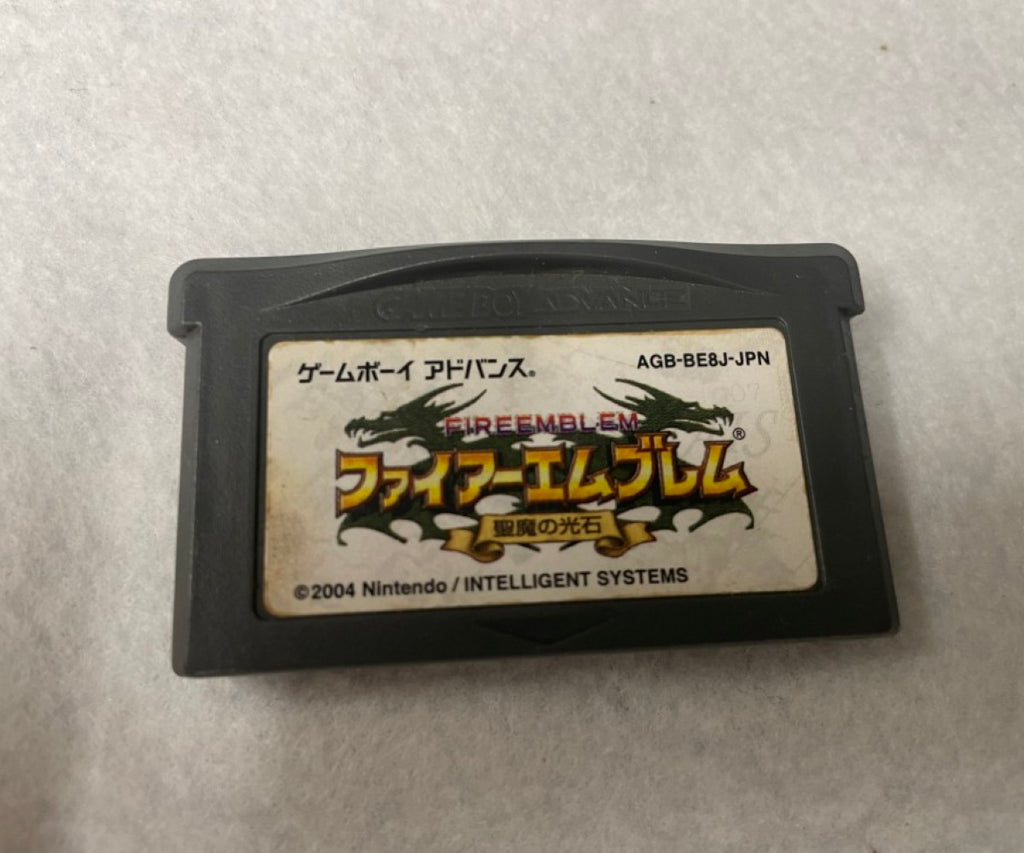 GAME BOY ADVANCE
ゲームボーイ アドバンス®
AGB-BE8J-JPN
FIREEMBLEM
ファイアーエムブレム®
聖魔の光石
©2004 Nintendo / INTELLIGENT SYSTEMS